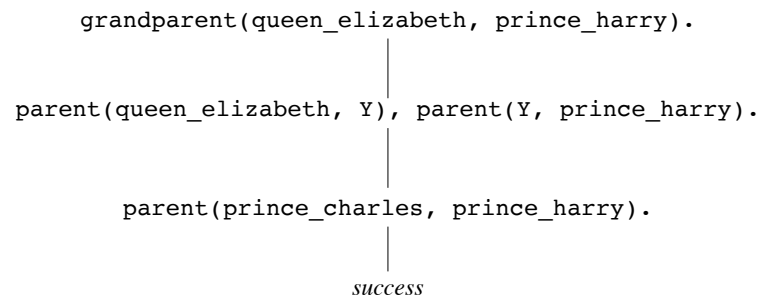 grandparent(queen_elizabeth, prince_harry).
parent(queen_elizabeth, Y), parent(Y, prince_harry).
parent(prince_charles, prince_harry).
success